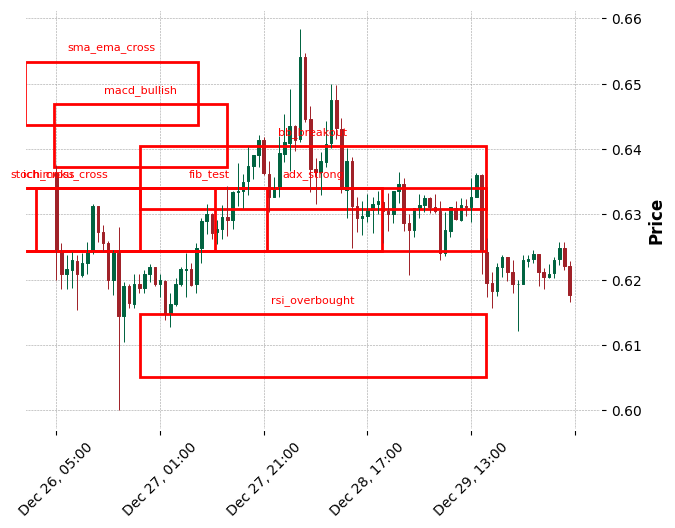 sma_ema_cross
macd_bullish
bb_breakout
fib_test
adx_strong
rsi_overbought
0.66
0.65
0.64
0.63
0.62
0.61
0.60
Price
Dec 26, 05:00
Dec 27, 01:00
Dec 27, 21:00
Dec 28, 17:00
Dec 29, 13:00